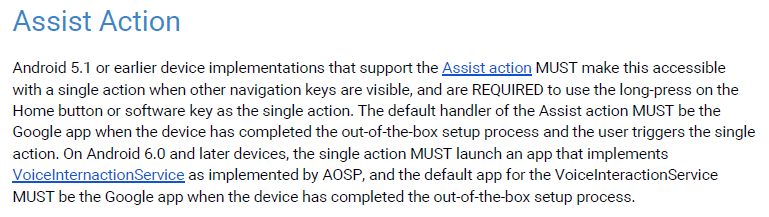 Assist Action
Android 5.1 or earlier device implementations that support the Assist action MUST make this accessible
with a single action when other navigation keys are visible, and are REQUIRED to use the long-press on the
Home button or software key as the single action. The default handler of the Assist action MUST be the
Google app when the device has completed the out-of-the-box setup process and the user triggers the single
action. On Android 6.0 and later devices, the single action MUST launch an app that implements
VoiceInternactionService as implemented by AOSP, and the default app for the VoiceInteractionService
MUST be the Google app when the device has completed the out-of-the-box setup process.